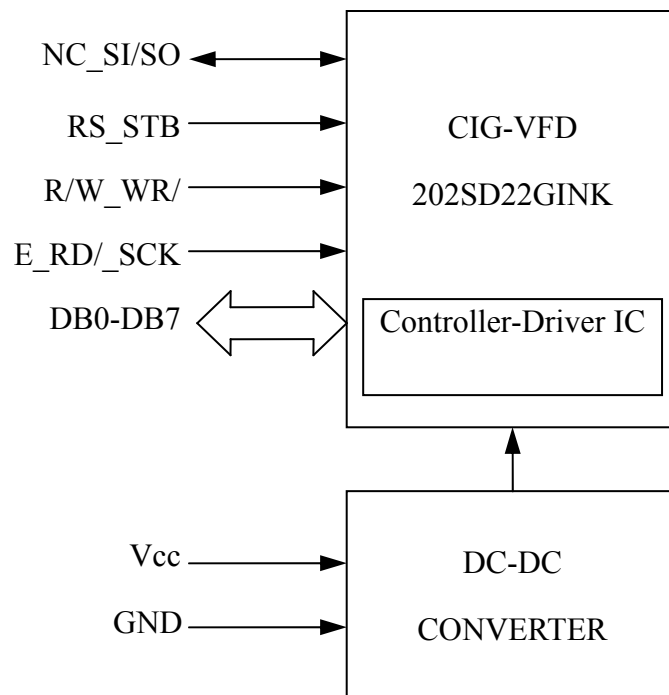 NC_SI/SO
RS_STB
R/W_WR/
E_RD/_SCK
DB0-DB7
CIG-VFD
202SD22GINK
Controller-Driver IC
Vcc
GND
DC-DC
CONVERTER